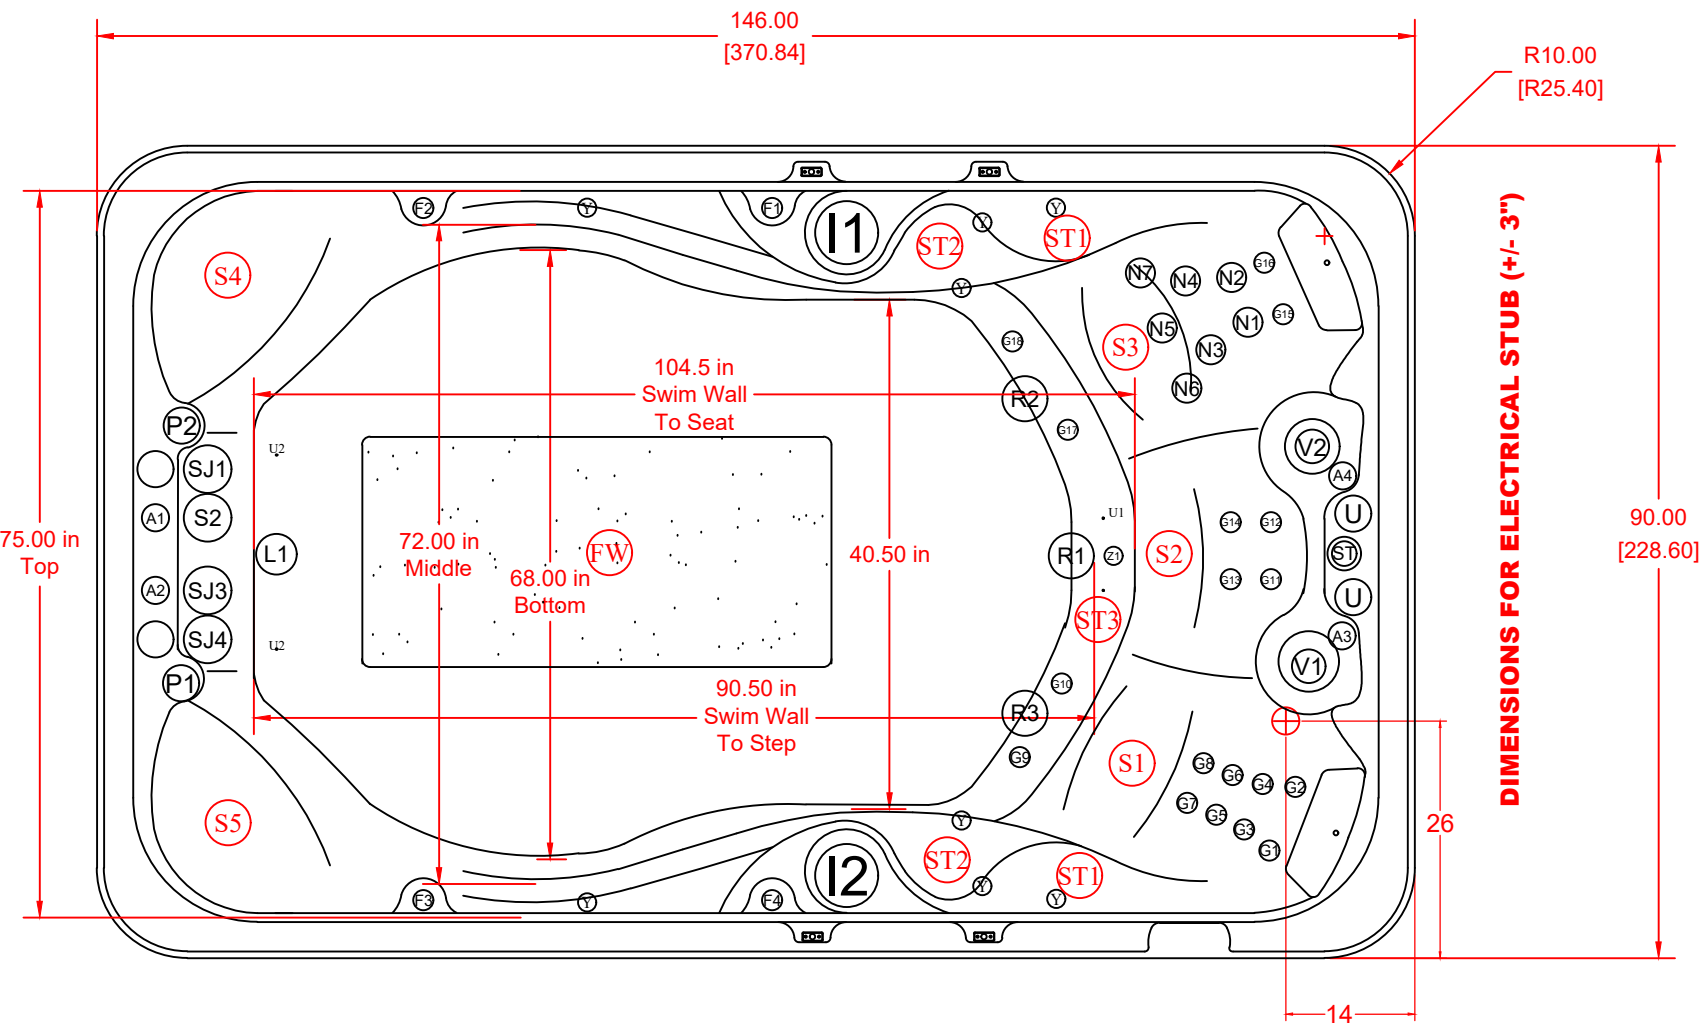 146.00
[370.84]
R10.00
[R25.40]
F2
Y
F1
I1
ST2
Y
Y
ST1
S4
Y
N7
N4
N2
G16
N5
N1
G15
S3
N3
G18
N6
104.5 in
Swim Wall
To Seat
R2
P2
G17
U2
V2
SJ1
A4
A1
S2
U1
G14
G12
U
75.00 in
Top
L1
72.00 in
Middle
FW
40.50 in
R1
Z1
S2
ST
90.00
[228.60]
68.00 in
Bottom
G13
G11
A2
SJ3
U
ST3
SJ4
U2
A3
V1
P1
90.50 in
Swim Wall
To Step
G10
R3
G9
S1
G8
G6
G4
G2
G7
G5
G3
G1
S5
Y
26
I2
ST2
ST1
Y
Y
F3
Y
F4
14
DIMENSIONS FOR ELECTRICAL STUB (+/- 3")